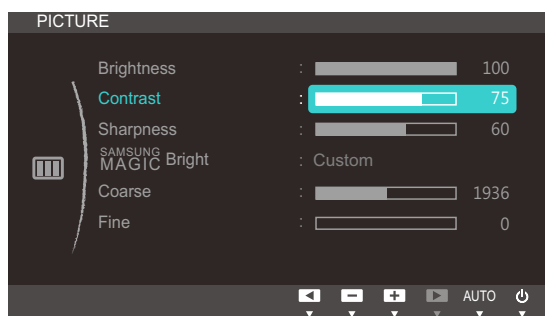 PICTURE
Brightness : 100
Contrast : 75
Sharpness : 60
SAMSUNG
MAGIC Bright : Custom
Coarse : 1936
Fine : 0
AUTO